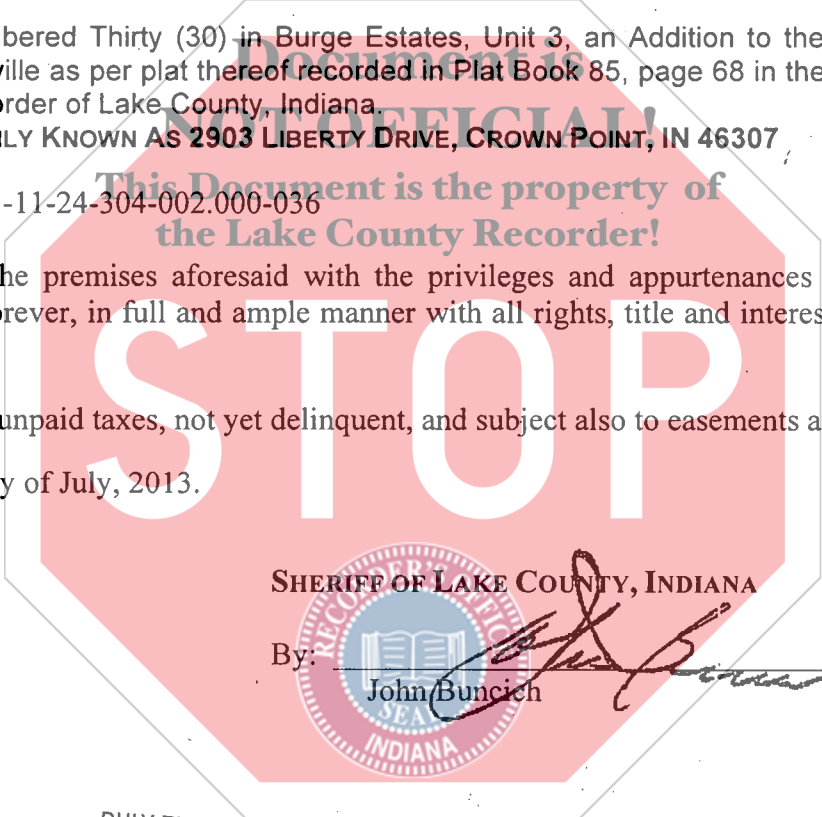 bered Thirty (30) in Burge Estates, Unit 3, an Addition to the
ville as per plat thereof recorded in Plat Book 85, page 68 in the
order of Lake County, Indiana.
LY KNOWN AS 2903 LIBERTY DRIVE, CROWN POINT, IN 46307
Document is
NOT OFFICIAL!
This Document is the property of
the Lake County Recorder!
-11-24-304-002.000-036
he premises aforesaid with the privileges and appurtenances
orever, in full and ample manner with all rights, title and interes
STOP
unpaid taxes, not yet delinquent, and subject also to easements a
y of July, 2013.
SHERIFF OF LAKE COUNTY, INDIANA
By:
John Buncich
RECORDER'S OFFICE
SEAL
INDIANA